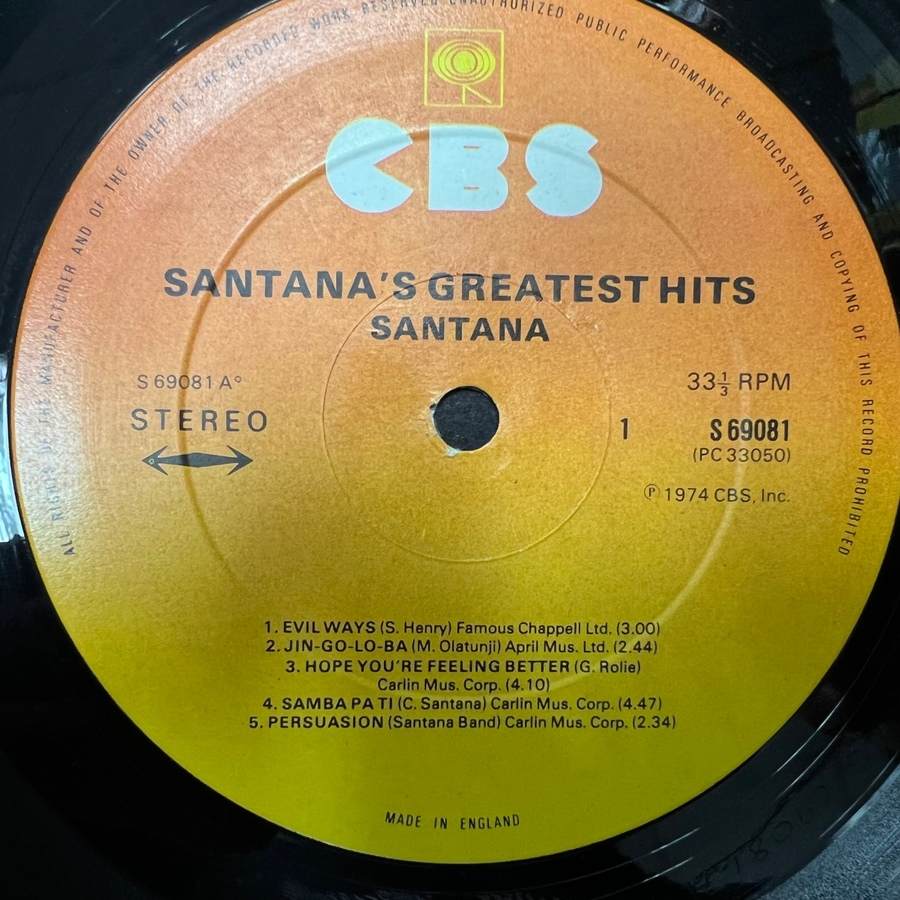 ALL RIGHTS OF THE MANUFACTURER AND OF THE OWNER OF THE RECORDED WORK RESERVED UNAUTHORIZED PUBLIC PERFORMANCE BROADCASTING AND COPYING OF THIS RECORD PROHIBITED
CBS
SANTANA'S GREATEST HITS
SANTANA
S 69081 A°
STEREO
33⅓ RPM
1
S 69081
(PC 33050)
℗ 1974 CBS, Inc.
1. EVIL WAYS (S. Henry) Famous Chappell Ltd. (3.00)
2. JIN-GO-LO-BA (M. Olatunji) April Mus. Ltd. (2.44)
3. HOPE YOU'RE FEELING BETTER (G. Rolie)
Carlin Mus. Corp. (4.10)
4. SAMBA PA TI (C. Santana) Carlin Mus. Corp. (4.47)
5. PERSUASION (Santana Band) Carlin Mus. Corp. (2.34)
MADE IN ENGLAND